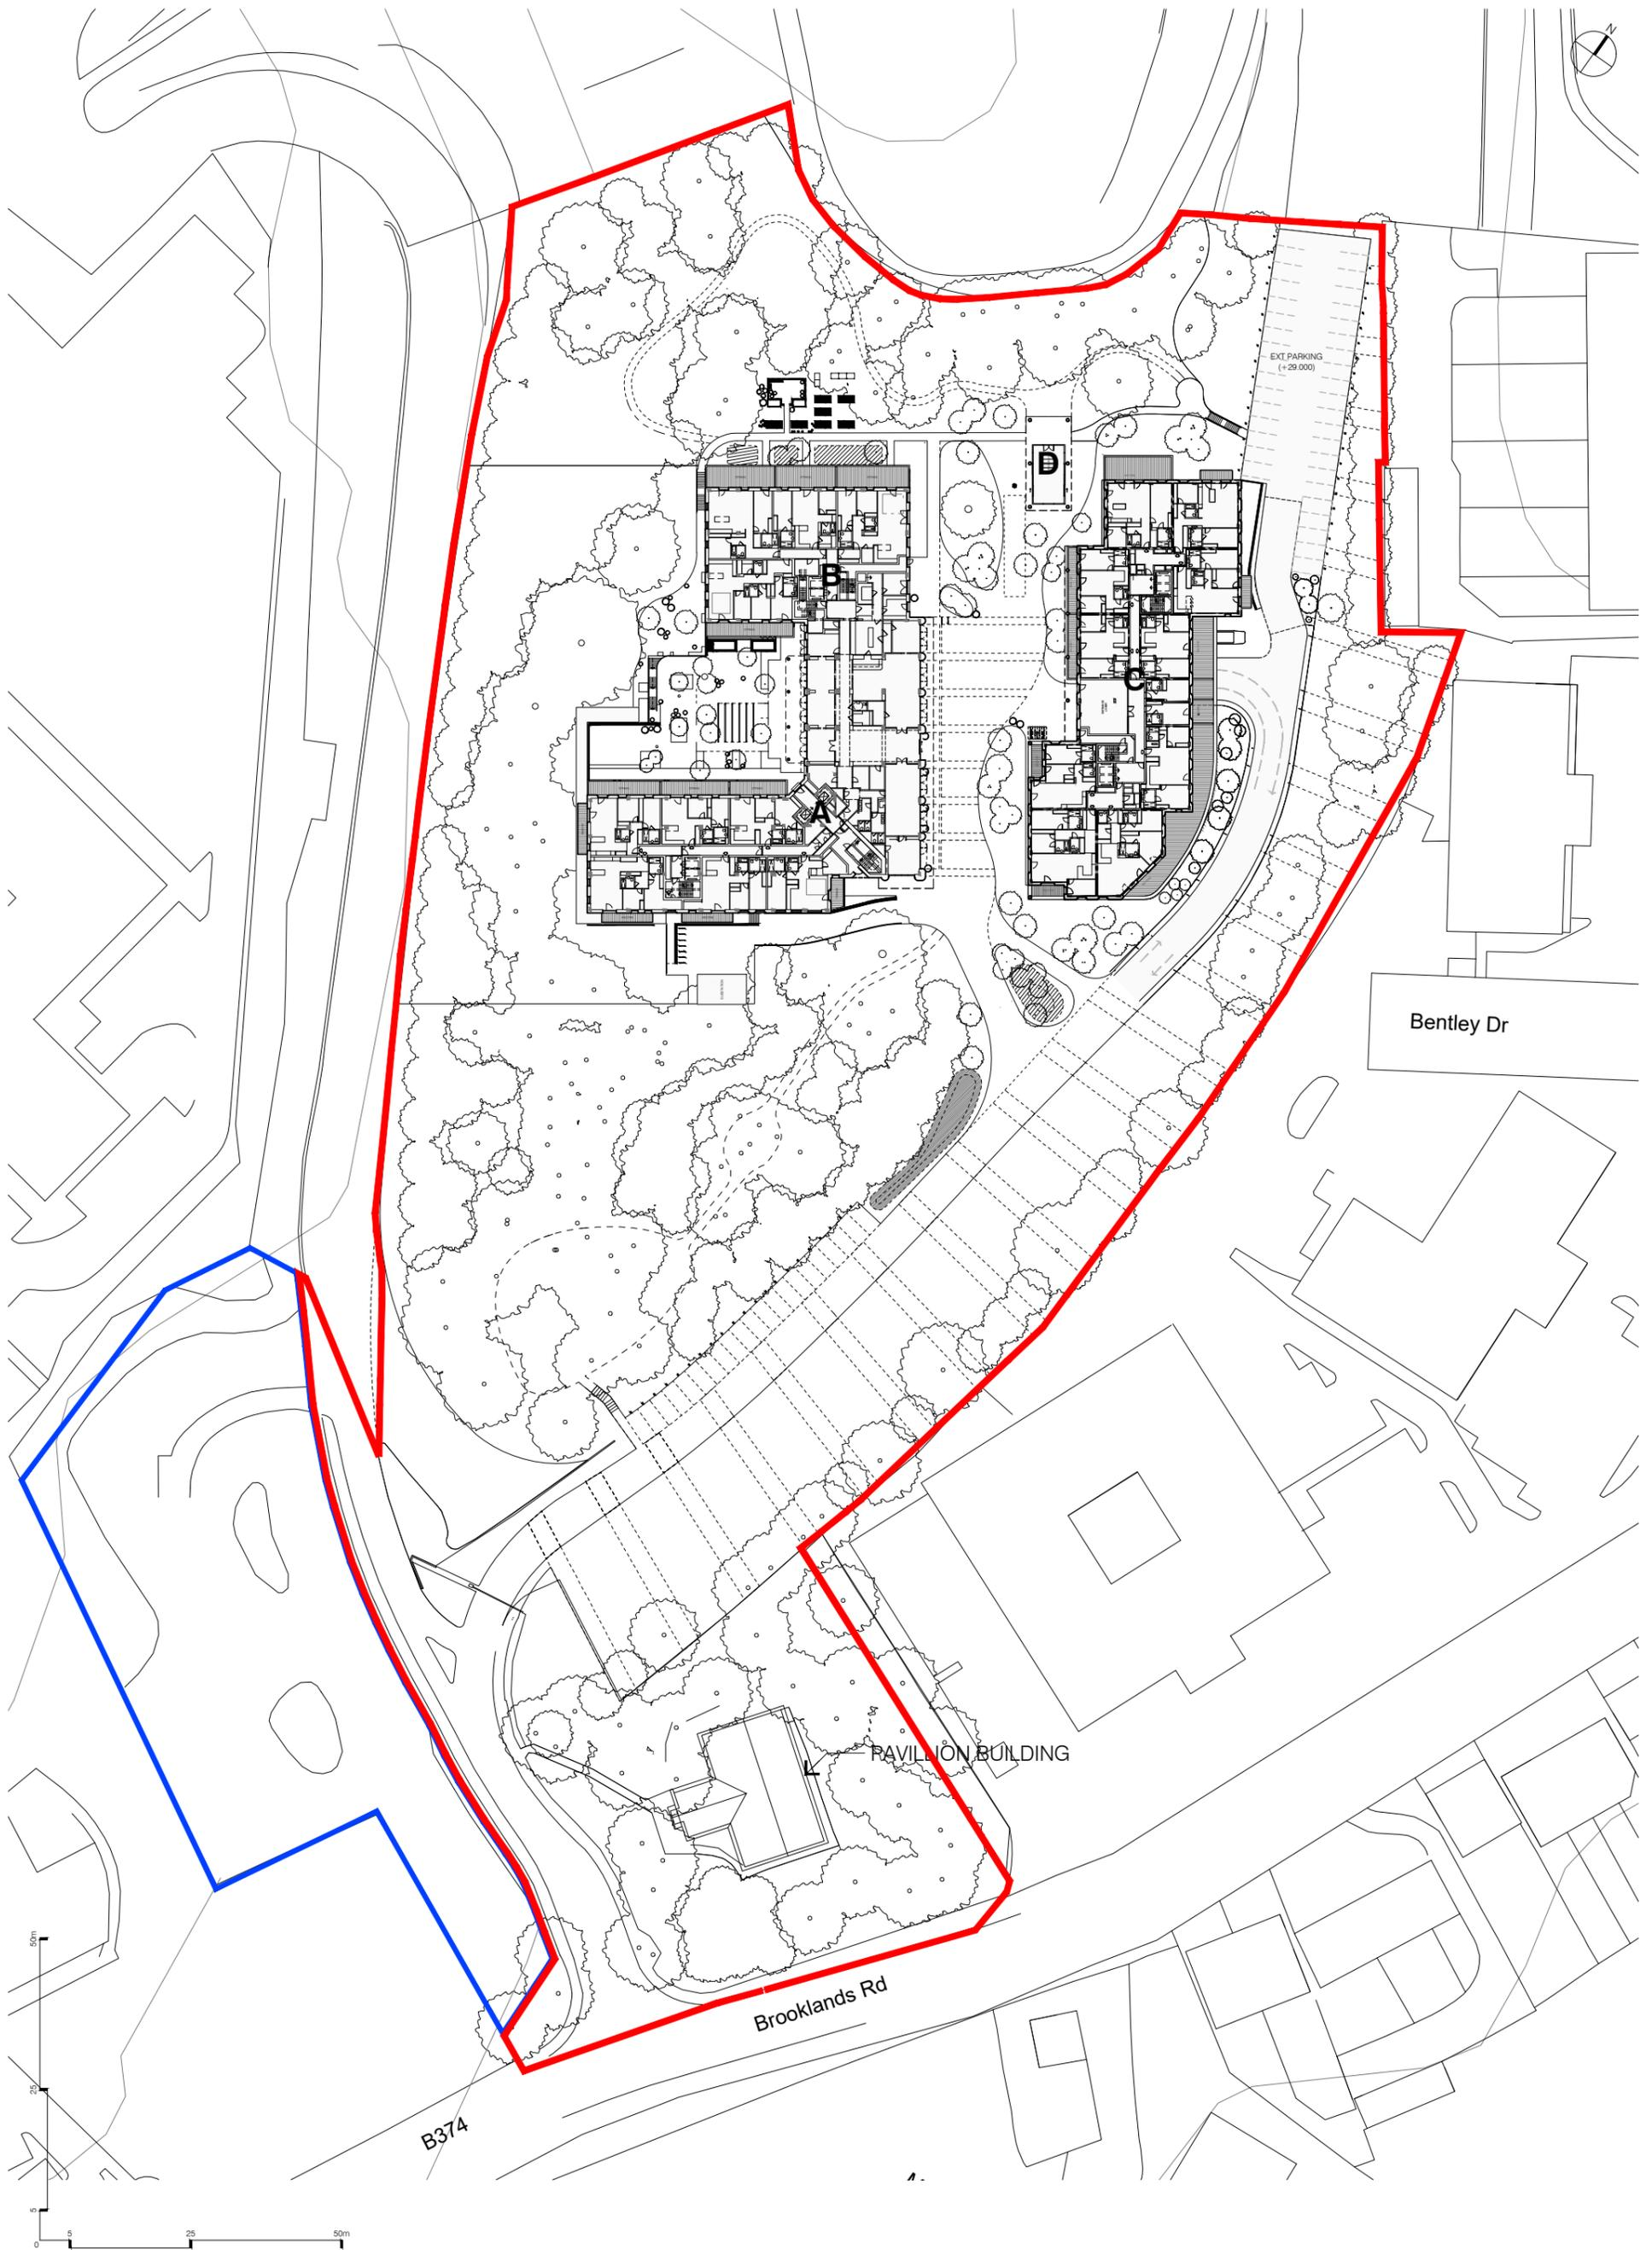 N
EXT. PARKING
(+29.000)
D
B
C
A
Bentley Dr
PAVILLION BUILDING
Brooklands Rd
B374
50m
25
5
0
5
25
50m